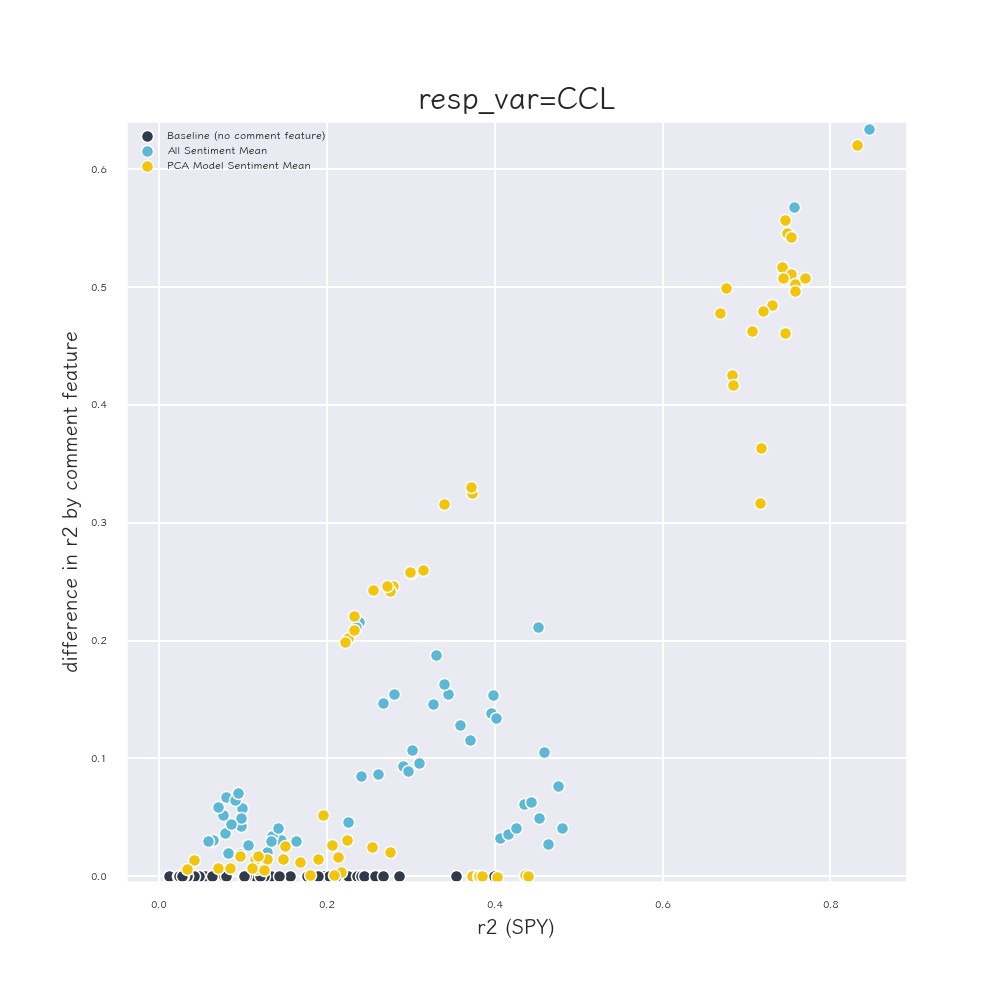 resp_var=CCL
Baseline (no comment feature)
All Sentiment Mean
PCA Model Sentiment Mean
difference in r2 by comment feature
0.6
0.5
0.4
0.3
0.2
0.1
0.0
0.0 0.2 0.4 0.6 0.8
r2 (SPY)